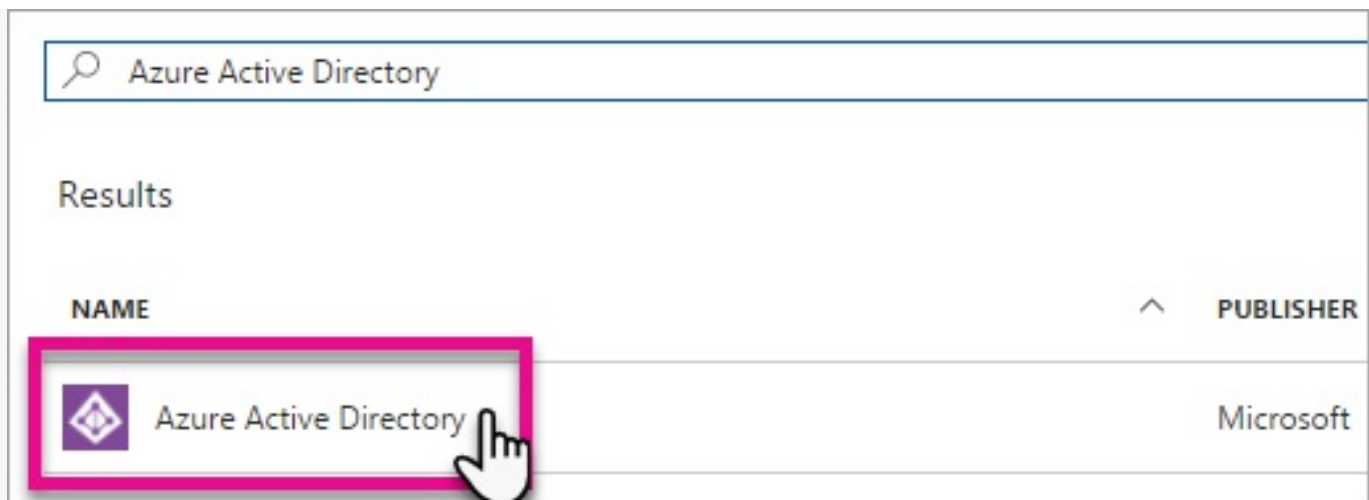 Azure Active Directory
Results
NAME PUBLISHER
Azure Active Directory Microsoft